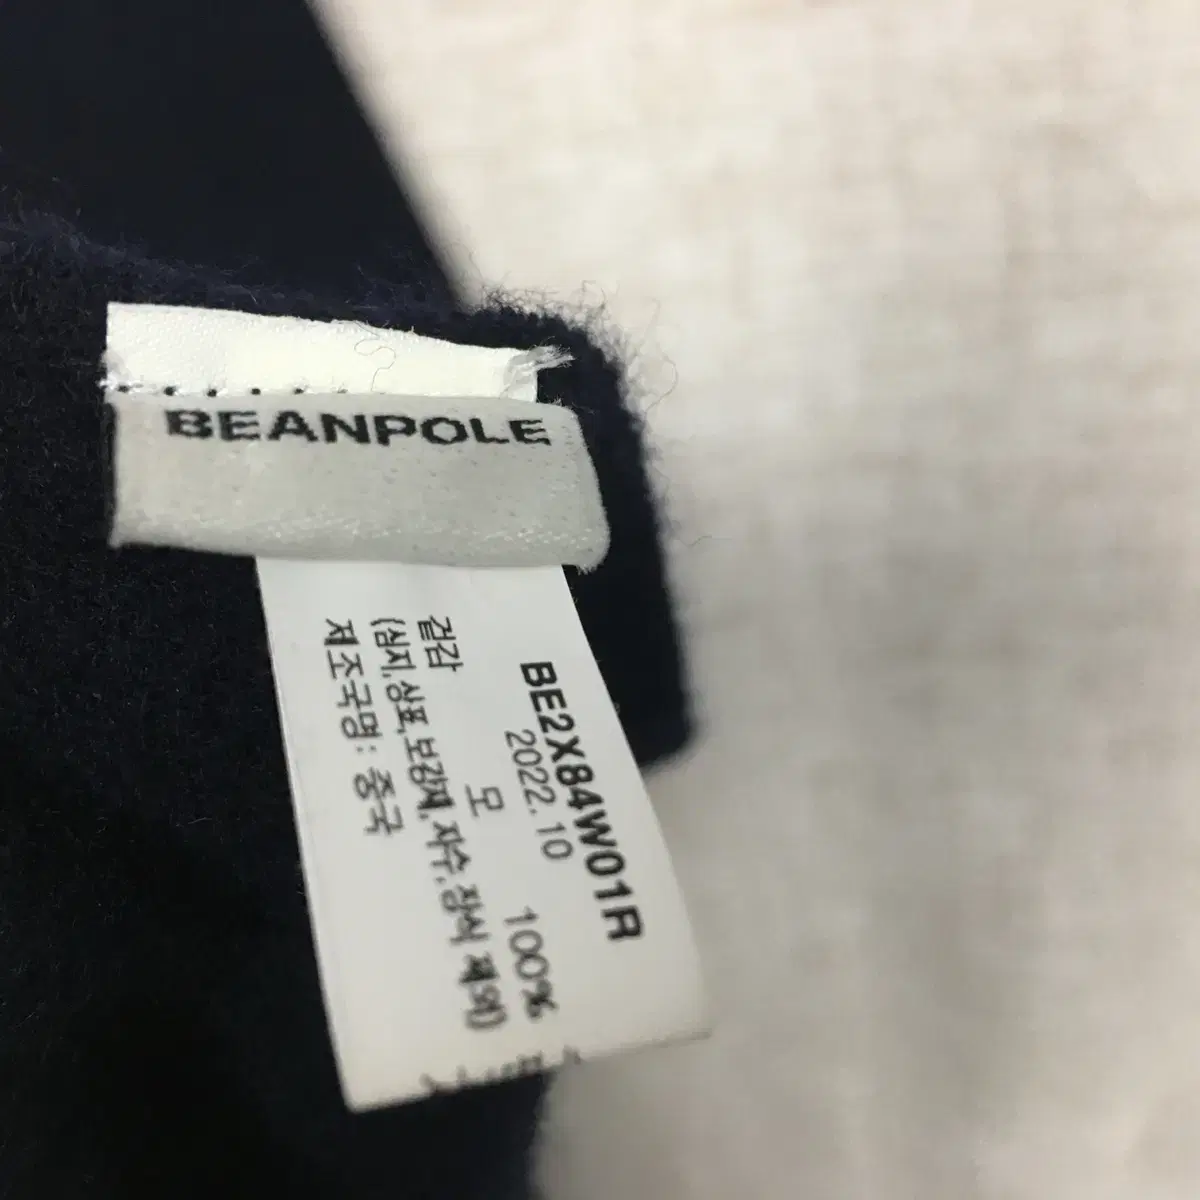 BEANPOLE
BE2X84W01R
2022.10
겉감 모 100%
(심지,상표,보강재,자수,장식 제외)
제조국명: 중국